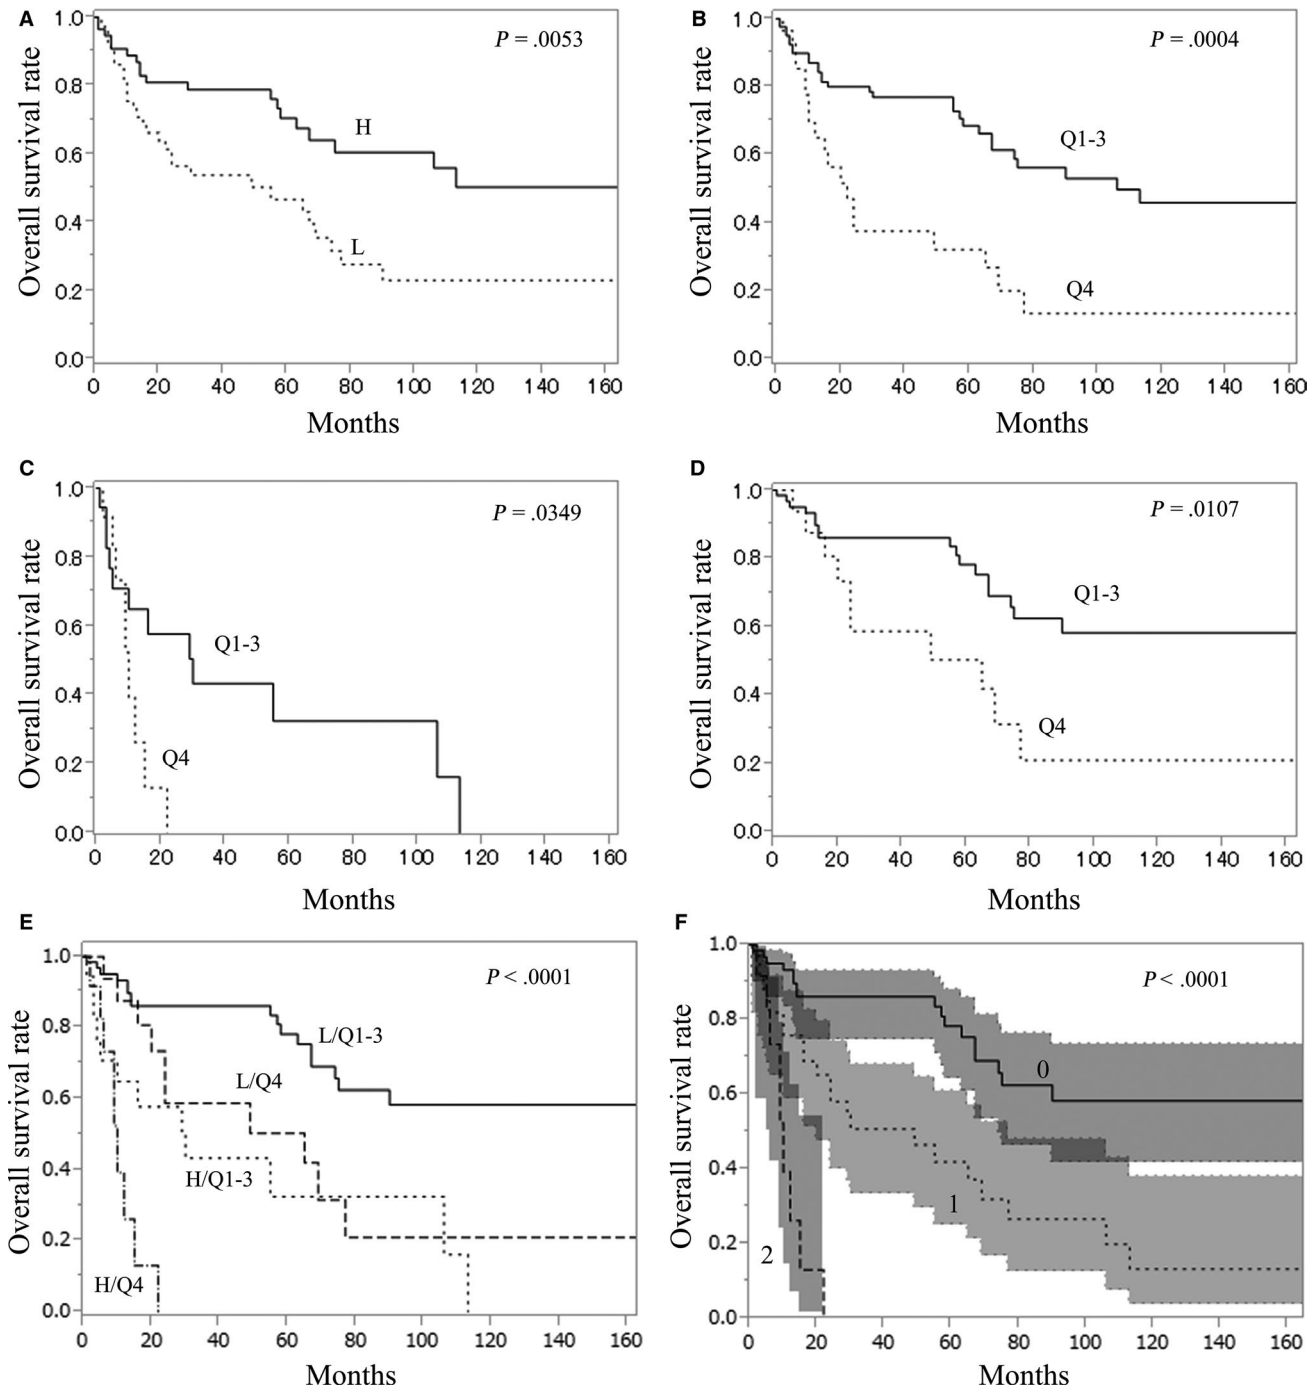 A
Overall survival rate
1.0
0.8
0.6
0.4
0.2
0.0
P = .0053
H
L
0 20 40 60 80 100 120 140 160
Months
B
Overall survival rate
1.0
0.8
0.6
0.4
0.2
0.0
P = .0004
Q1-3
Q4
0 20 40 60 80 100 120 140 160
Months
C
Overall survival rate
1.0
0.8
0.6
0.4
0.2
0.0
P = .0349
Q1-3
Q4
0 20 40 60 80 100 120 140 160
Months
D
Overall survival rate
1.0
0.8
0.6
0.4
0.2
0.0
P = .0107
Q1-3
Q4
0 20 40 60 80 100 120 140 160
Months
E
Overall survival rate
1.0
0.8
0.6
0.4
0.2
0.0
P < .0001
L/Q1-3
L/Q4
H/Q1-3
H/Q4
0 20 40 60 80 100 120 140 160
Months
F
Overall survival rate
1.0
0.8
0.6
0.4
0.2
0.0
P < .0001
0
1
2
0 20 40 60 80 100 120 140 160
Months